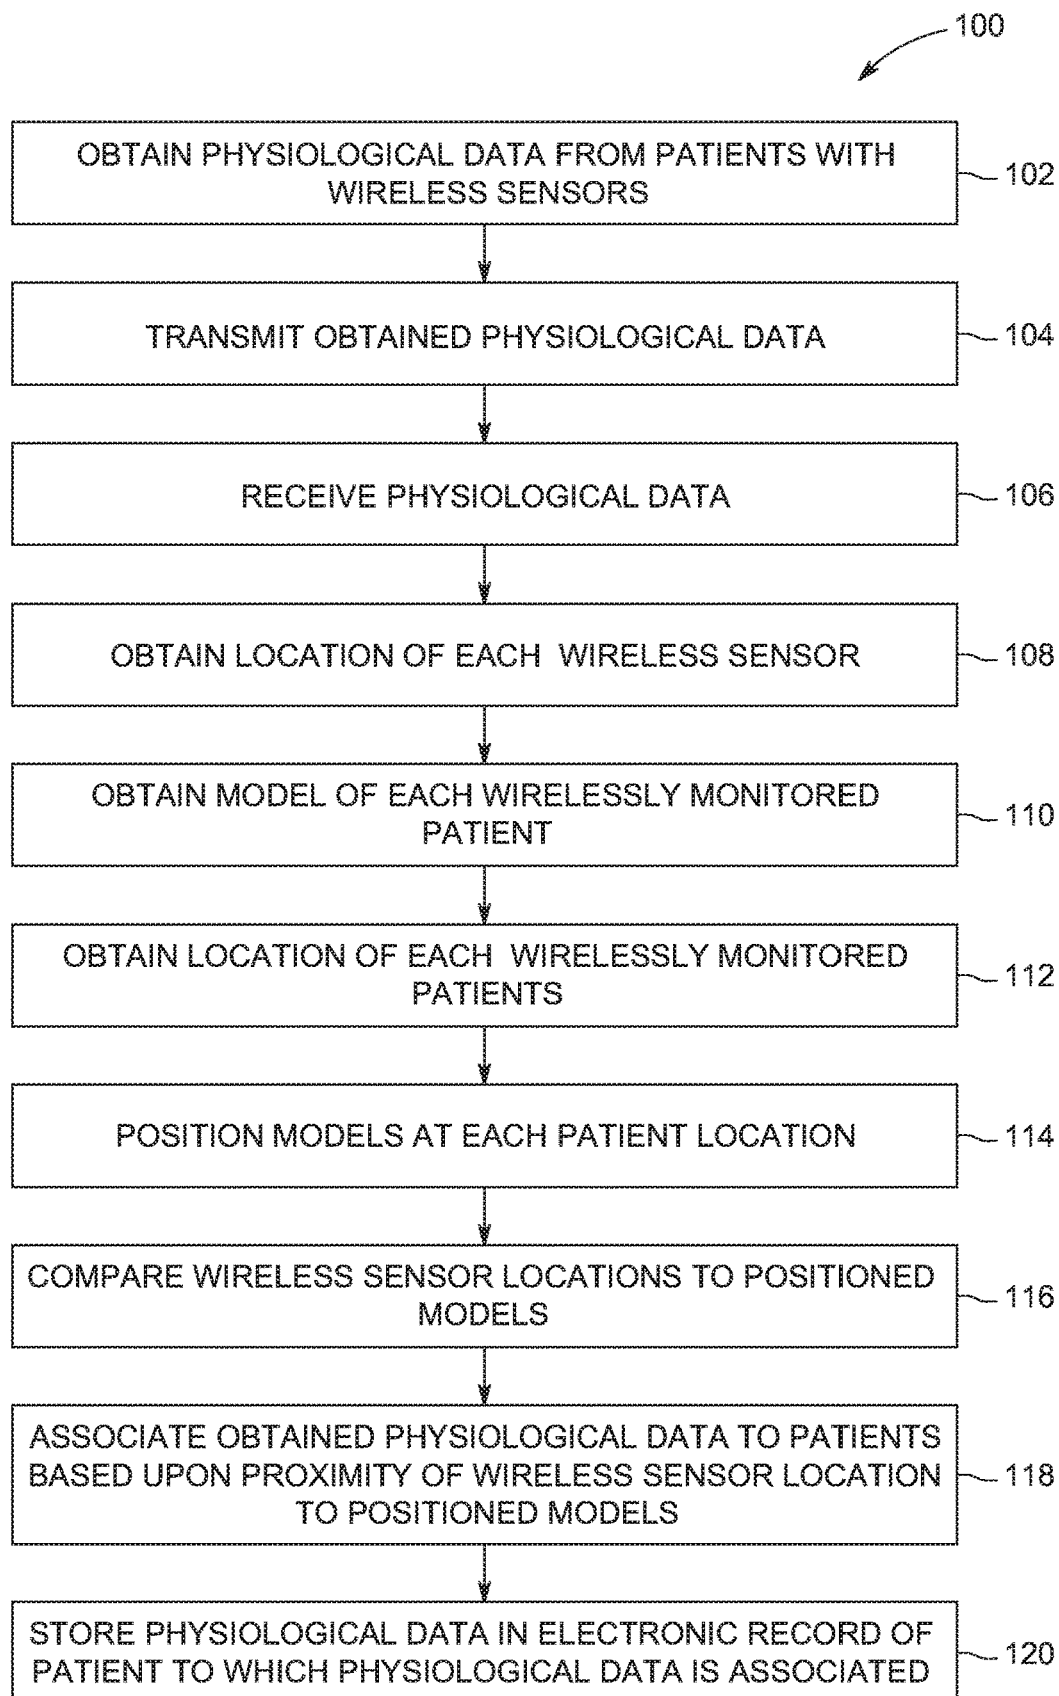 100
OBTAIN PHYSIOLOGICAL DATA FROM PATIENTS WITH
WIRELESS SENSORS
102
TRANSMIT OBTAINED PHYSIOLOGICAL DATA
104
RECEIVE PHYSIOLOGICAL DATA
106
OBTAIN LOCATION OF EACH WIRELESS SENSOR
108
OBTAIN MODEL OF EACH WIRELESSLY MONITORED
PATIENT
110
OBTAIN LOCATION OF EACH WIRELESSLY MONITORED
PATIENTS
112
POSITION MODELS AT EACH PATIENT LOCATION
114
COMPARE WIRELESS SENSOR LOCATIONS TO POSITIONED
MODELS
116
ASSOCIATE OBTAINED PHYSIOLOGICAL DATA TO PATIENTS
BASED UPON PROXIMITY OF WIRELESS SENSOR LOCATION
TO POSITIONED MODELS
118
STORE PHYSIOLOGICAL DATA IN ELECTRONIC RECORD OF
PATIENT TO WHICH PHYSIOLOGICAL DATA IS ASSOCIATED
120